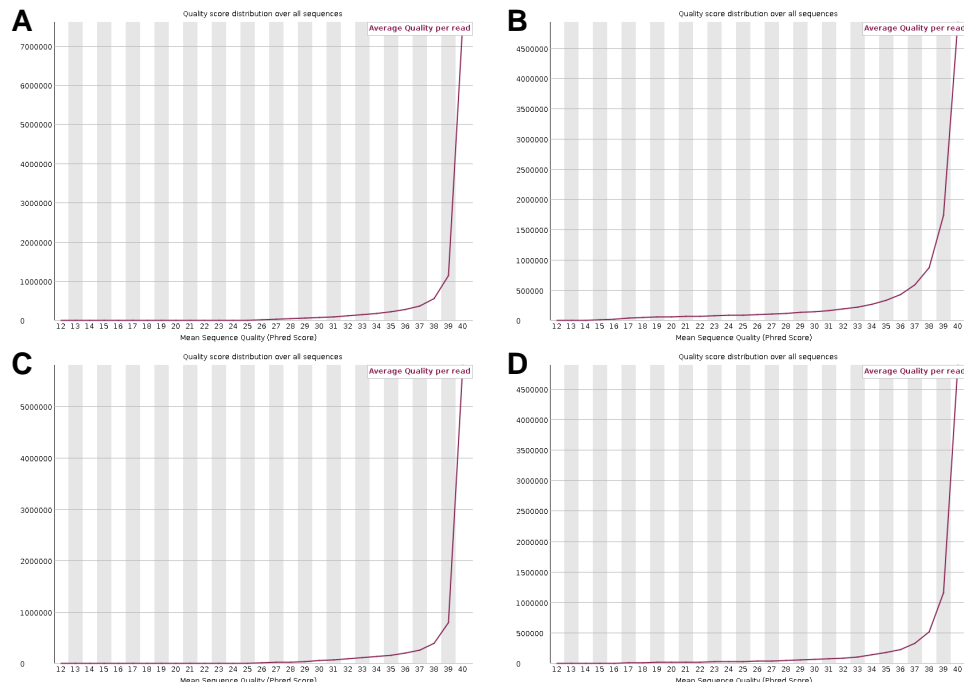 A
Quality score distribution over all sequences
Average Quality per read
7000000
6000000
5000000
4000000
3000000
2000000
1000000
0
12 13 14 15 16 17 18 19 20 21 22 23 24 25 26 27 28 29 30 31 32 33 34 35 36 37 38 39 40
Mean Sequence Quality (Phred Score)
B
Quality score distribution over all sequences
Average Quality per read
4500000
4000000
3500000
3000000
2500000
2000000
1500000
1000000
500000
0
12 13 14 15 16 17 18 19 20 21 22 23 24 25 26 27 28 29 30 31 32 33 34 35 36 37 38 39 40
Mean Sequence Quality (Phred Score)
C
Quality score distribution over all sequences
Average Quality per read
5000000
4000000
3000000
2000000
1000000
0
12 13 14 15 16 17 18 19 20 21 22 23 24 25 26 27 28 29 30 31 32 33 34 35 36 37 38 39 40
Mean Sequence Quality (Phred Score)
D
Quality score distribution over all sequences
Average Quality per read
4500000
4000000
3500000
3000000
2500000
2000000
1500000
1000000
500000
0
12 13 14 15 16 17 18 19 20 21 22 23 24 25 26 27 28 29 30 31 32 33 34 35 36 37 38 39 40
Mean Sequence Quality (Phred Score)